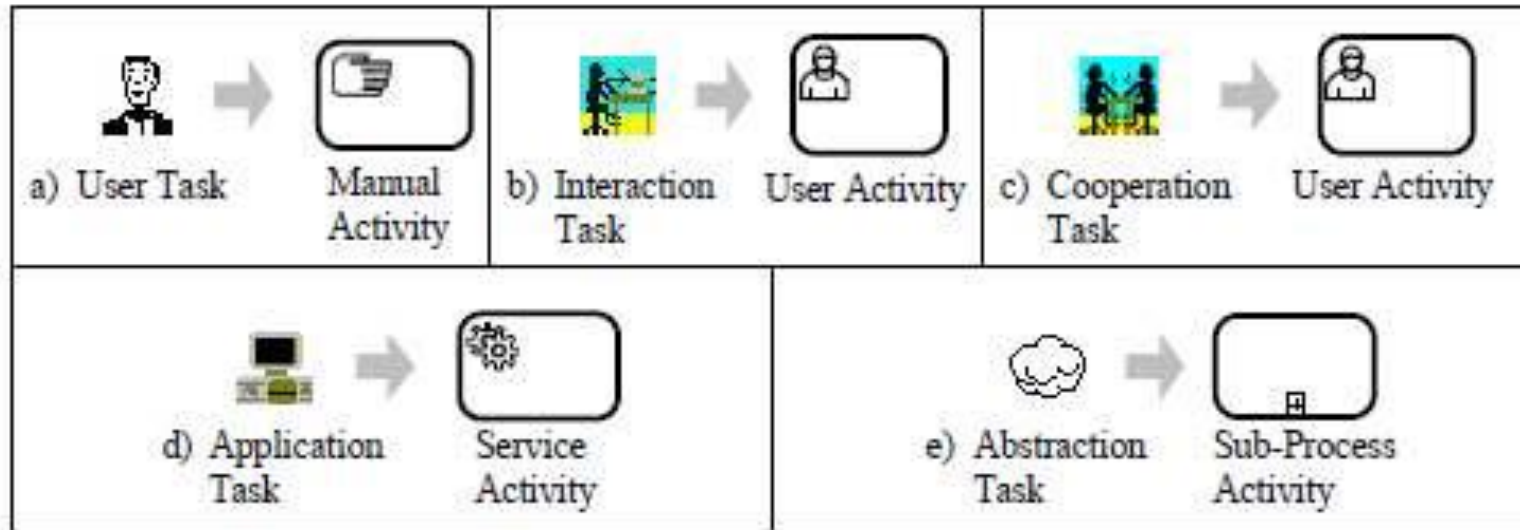 a) User Task
Manual
Activity
b) Interaction
Task
User Activity
c) Cooperation
Task
User Activity
d) Application
Task
Service
Activity
e) Abstraction
Task
Sub-Process
Activity